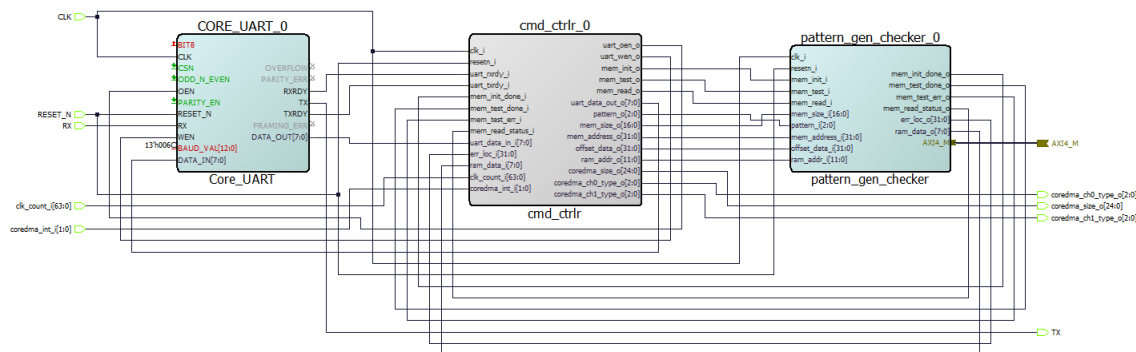 CLK
RESET_N
RX
clk_count_i[63:0]
coredma_int_i[1:0]
CORE_UART_0
BIT8
CLK
CSN
ODD_N_EVEN
OEN
PARITY_EN
RESET_N
RX
WEN
13'h006C
BAUD_VAL[12:0]
DATA_IN[7:0]
OVERFLOW
PARITY_ERR
RXRDY
TX
TXRDY
FRAMING_ERR
DATA_OUT[7:0]
Core_UART
cmd_ctrlr_0
clk_i
resetn_i
uart_rxrdy_i
uart_txrdy_i
mem_init_done_i
mem_test_done_i
mem_test_err_i
mem_read_status_i
uart_data_in_i[7:0]
err_loc_i[31:0]
ram_data_i[7:0]
clk_count_i[63:0]
coredma_int_i[1:0]
uart_oen_o
uart_wen_o
mem_init_o
mem_test_o
mem_read_o
uart_data_out_o[7:0]
pattern_o[2:0]
mem_size_o[16:0]
mem_address_o[31:0]
offset_data_o[31:0]
ram_addr_o[11:0]
coredma_size_o[24:0]
coredma_ch0_type_o[2:0]
coredma_ch1_type_o[2:0]
cmd_ctrlr
pattern_gen_checker_0
clk_i
resetn_i
mem_init_i
mem_test_i
mem_read_i
mem_size_i[16:0]
pattern_i[2:0]
mem_address_i[31:0]
offset_data_i[31:0]
ram_addr_i[11:0]
mem_init_done_o
mem_test_done_o
mem_test_err_o
mem_read_status_o
err_loc_o[31:0]
ram_data_o[7:0]
AXI4_M
pattern_gen_checker
AXI4_M
coredma_ch0_type_o[2:0]
coredma_size_o[24:0]
coredma_ch1_type_o[2:0]
TX